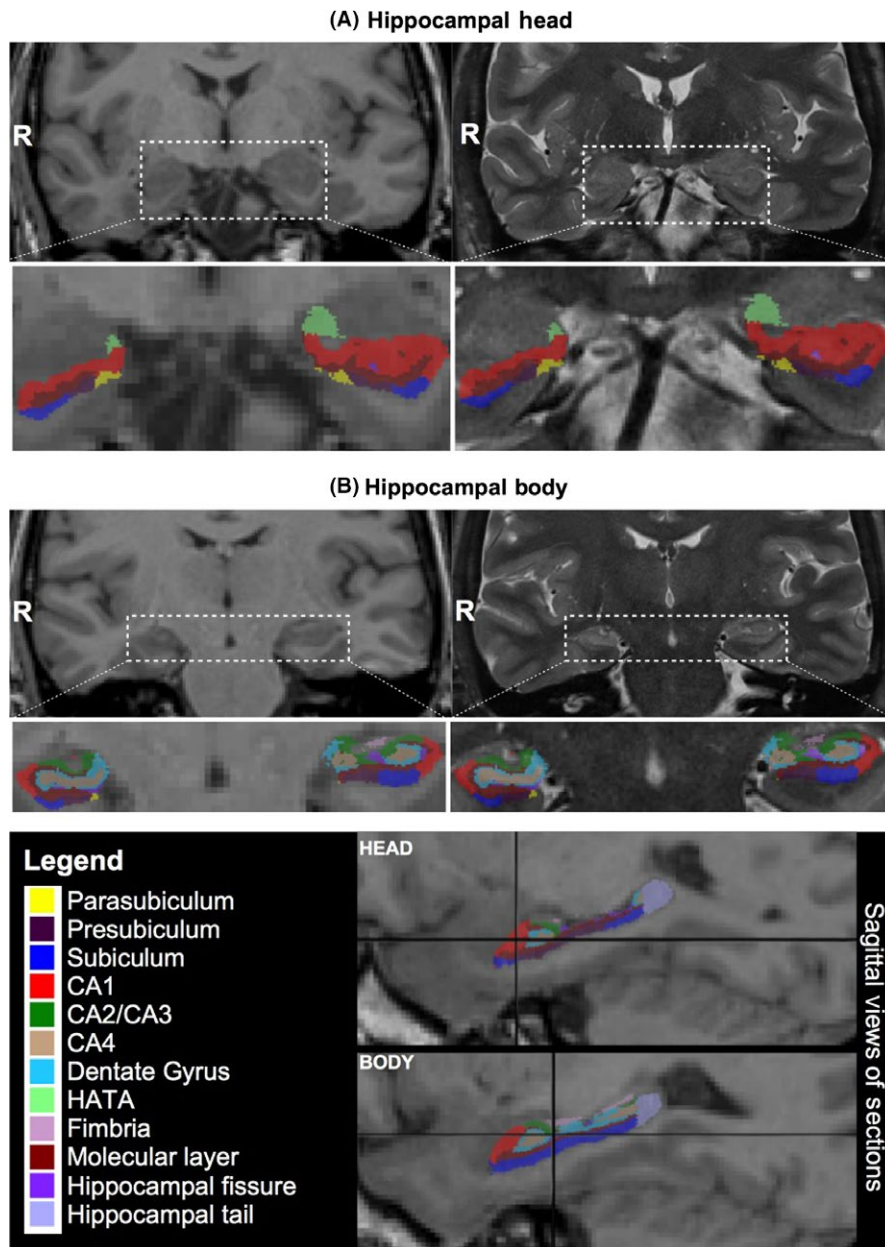 (A) Hippocampal head
R
R
(B) Hippocampal body
R
R
Legend
Parasubiculum
Presubiculum
Subiculum
CA1
CA2/CA3
CA4
Dentate Gyrus
HATA
Fimbria
Molecular layer
Hippocampal fissure
Hippocampal tail
HEAD
BODY
Sagittal views of sections